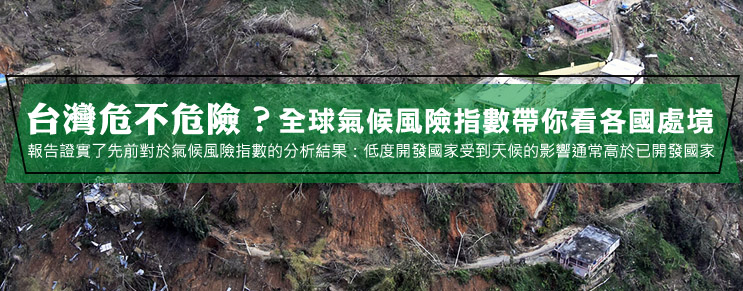 台灣危不危險？全球氣候風險指數帶你看各國處境
報告證實了先前對於氣候風險指數的分析結果：低度開發國家受到天候的影響通常高於已開發國家